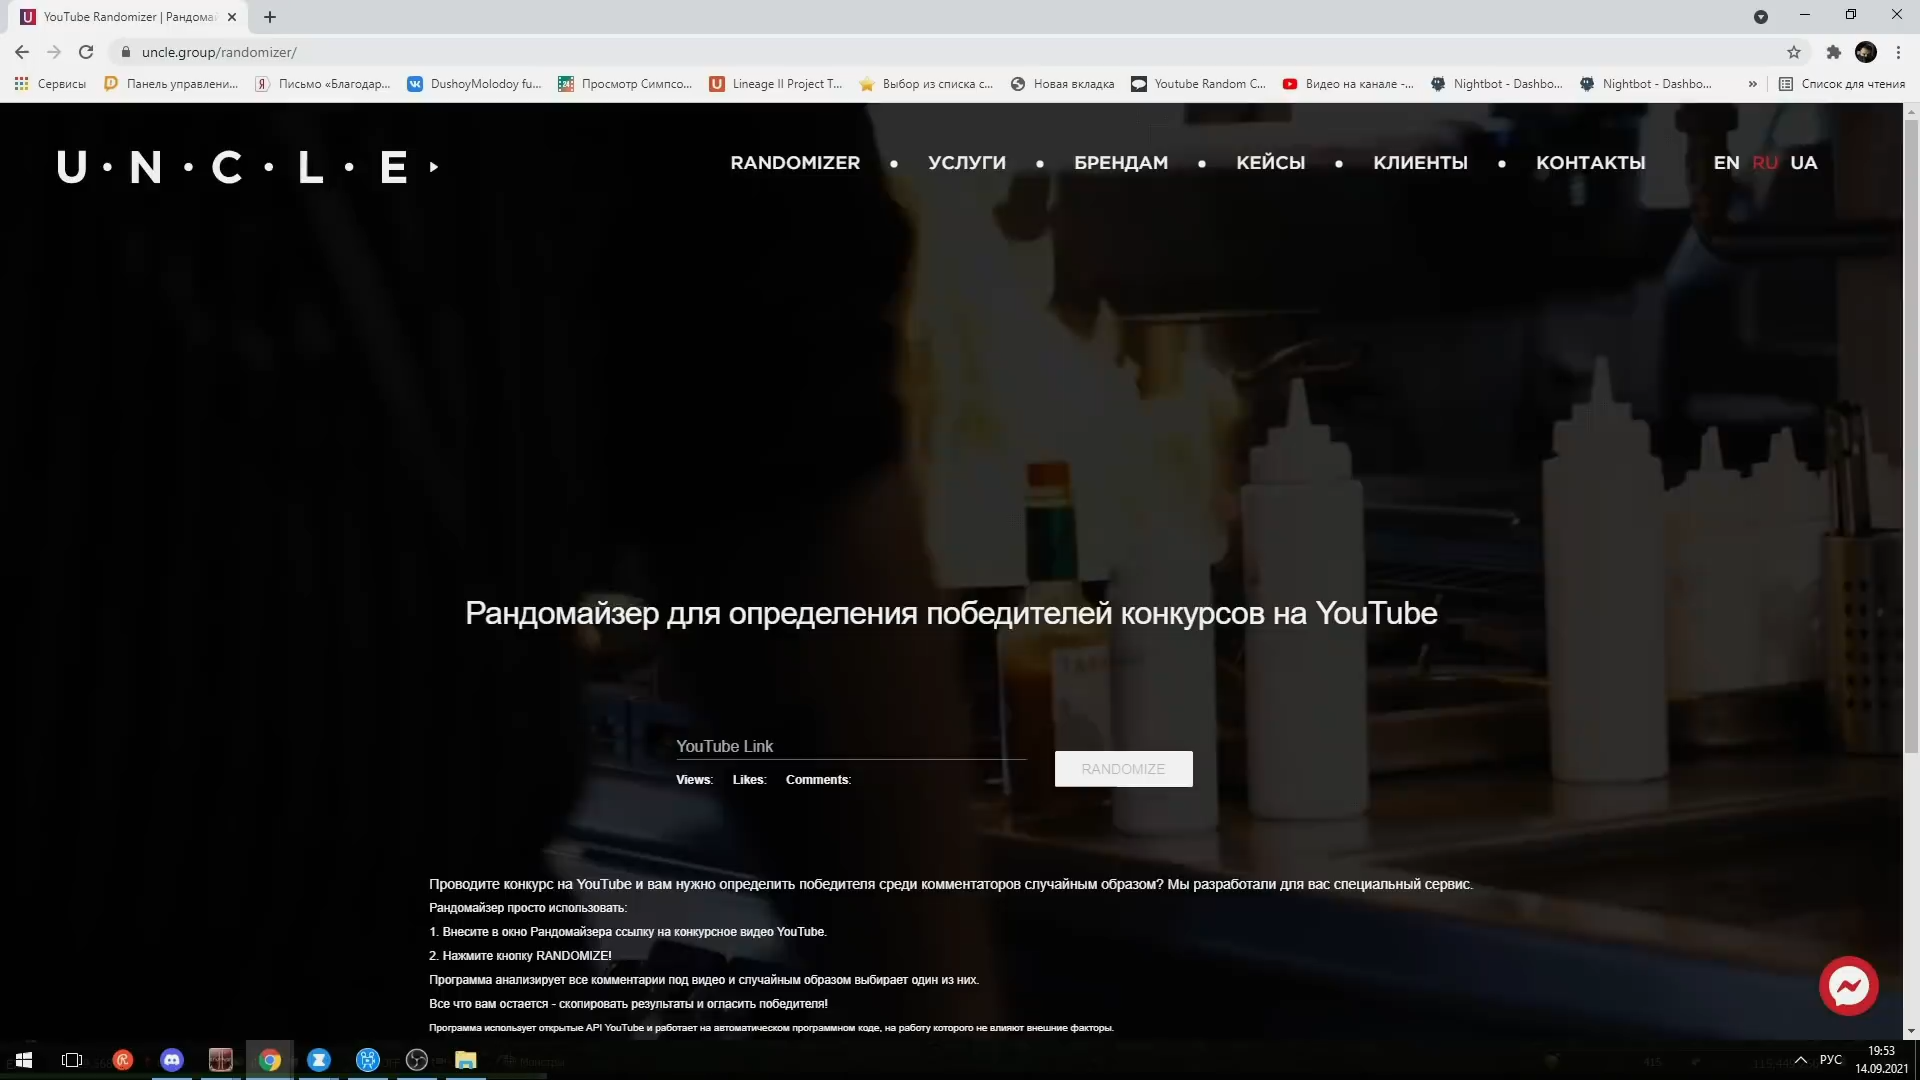 YouTube Randomizer | Рандома
uncle.group/randomizer/
Сервисы
Панель управлени...
Письмо «Благодар...
DushoyMolodoy fu...
Просмотр Симпсо...
Lineage II Project T...
Выбор из списка с...
Новая вкладка
Youtube Random C...
Видео на канале -...
Nightbot - Dashbo...
Nightbot - Dashbo...
»
Список для чтения
U·N·C·L·E
RANDOMIZER • УСЛУГИ • БРЕНДАМ • КЕЙСЫ • КЛИЕНТЫ • КОНТАКТЫ
EN RU UA
Рандомайзер для определения победителей конкурсов на YouTube
YouTube Link
Views: Likes: Comments:
RANDOMIZE
Проводите конкурс на YouTube и вам нужно определить победителя среди комментаторов случайным образом? Мы разработали для вас специальный сервис.
Рандомайзер просто использовать:
1. Внесите в окно Рандомайзера ссылку на конкурсное видео YouTube.
2. Нажмите кнопку RANDOMIZE!
Программа анализирует все комментарии под видео и случайным образом выбирает один из них.
Все что вам остается - скопировать результаты и огласить победителя!
Программа использует открытые API YouTube и работает на автоматическом программном коде, на работу которого не влияют внешние факторы.
РУС
19:53
14.09.2021